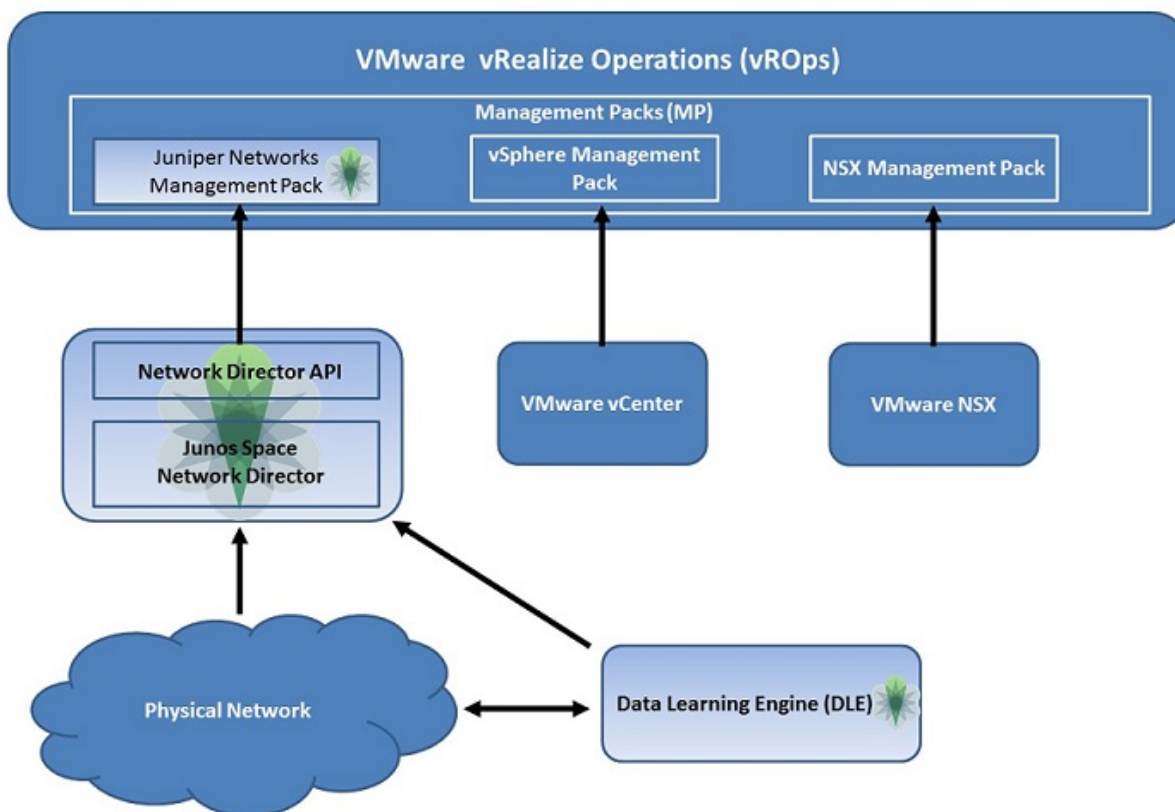 VMware vRealize Operations (vROps)
Management Packs (MP)
Juniper Networks
Management Pack
vSphere Management
Pack
NSX Management Pack
Network Director API
Junos Space
Network Director
VMware vCenter
VMware NSX
Physical Network
Data Learning Engine (DLE)